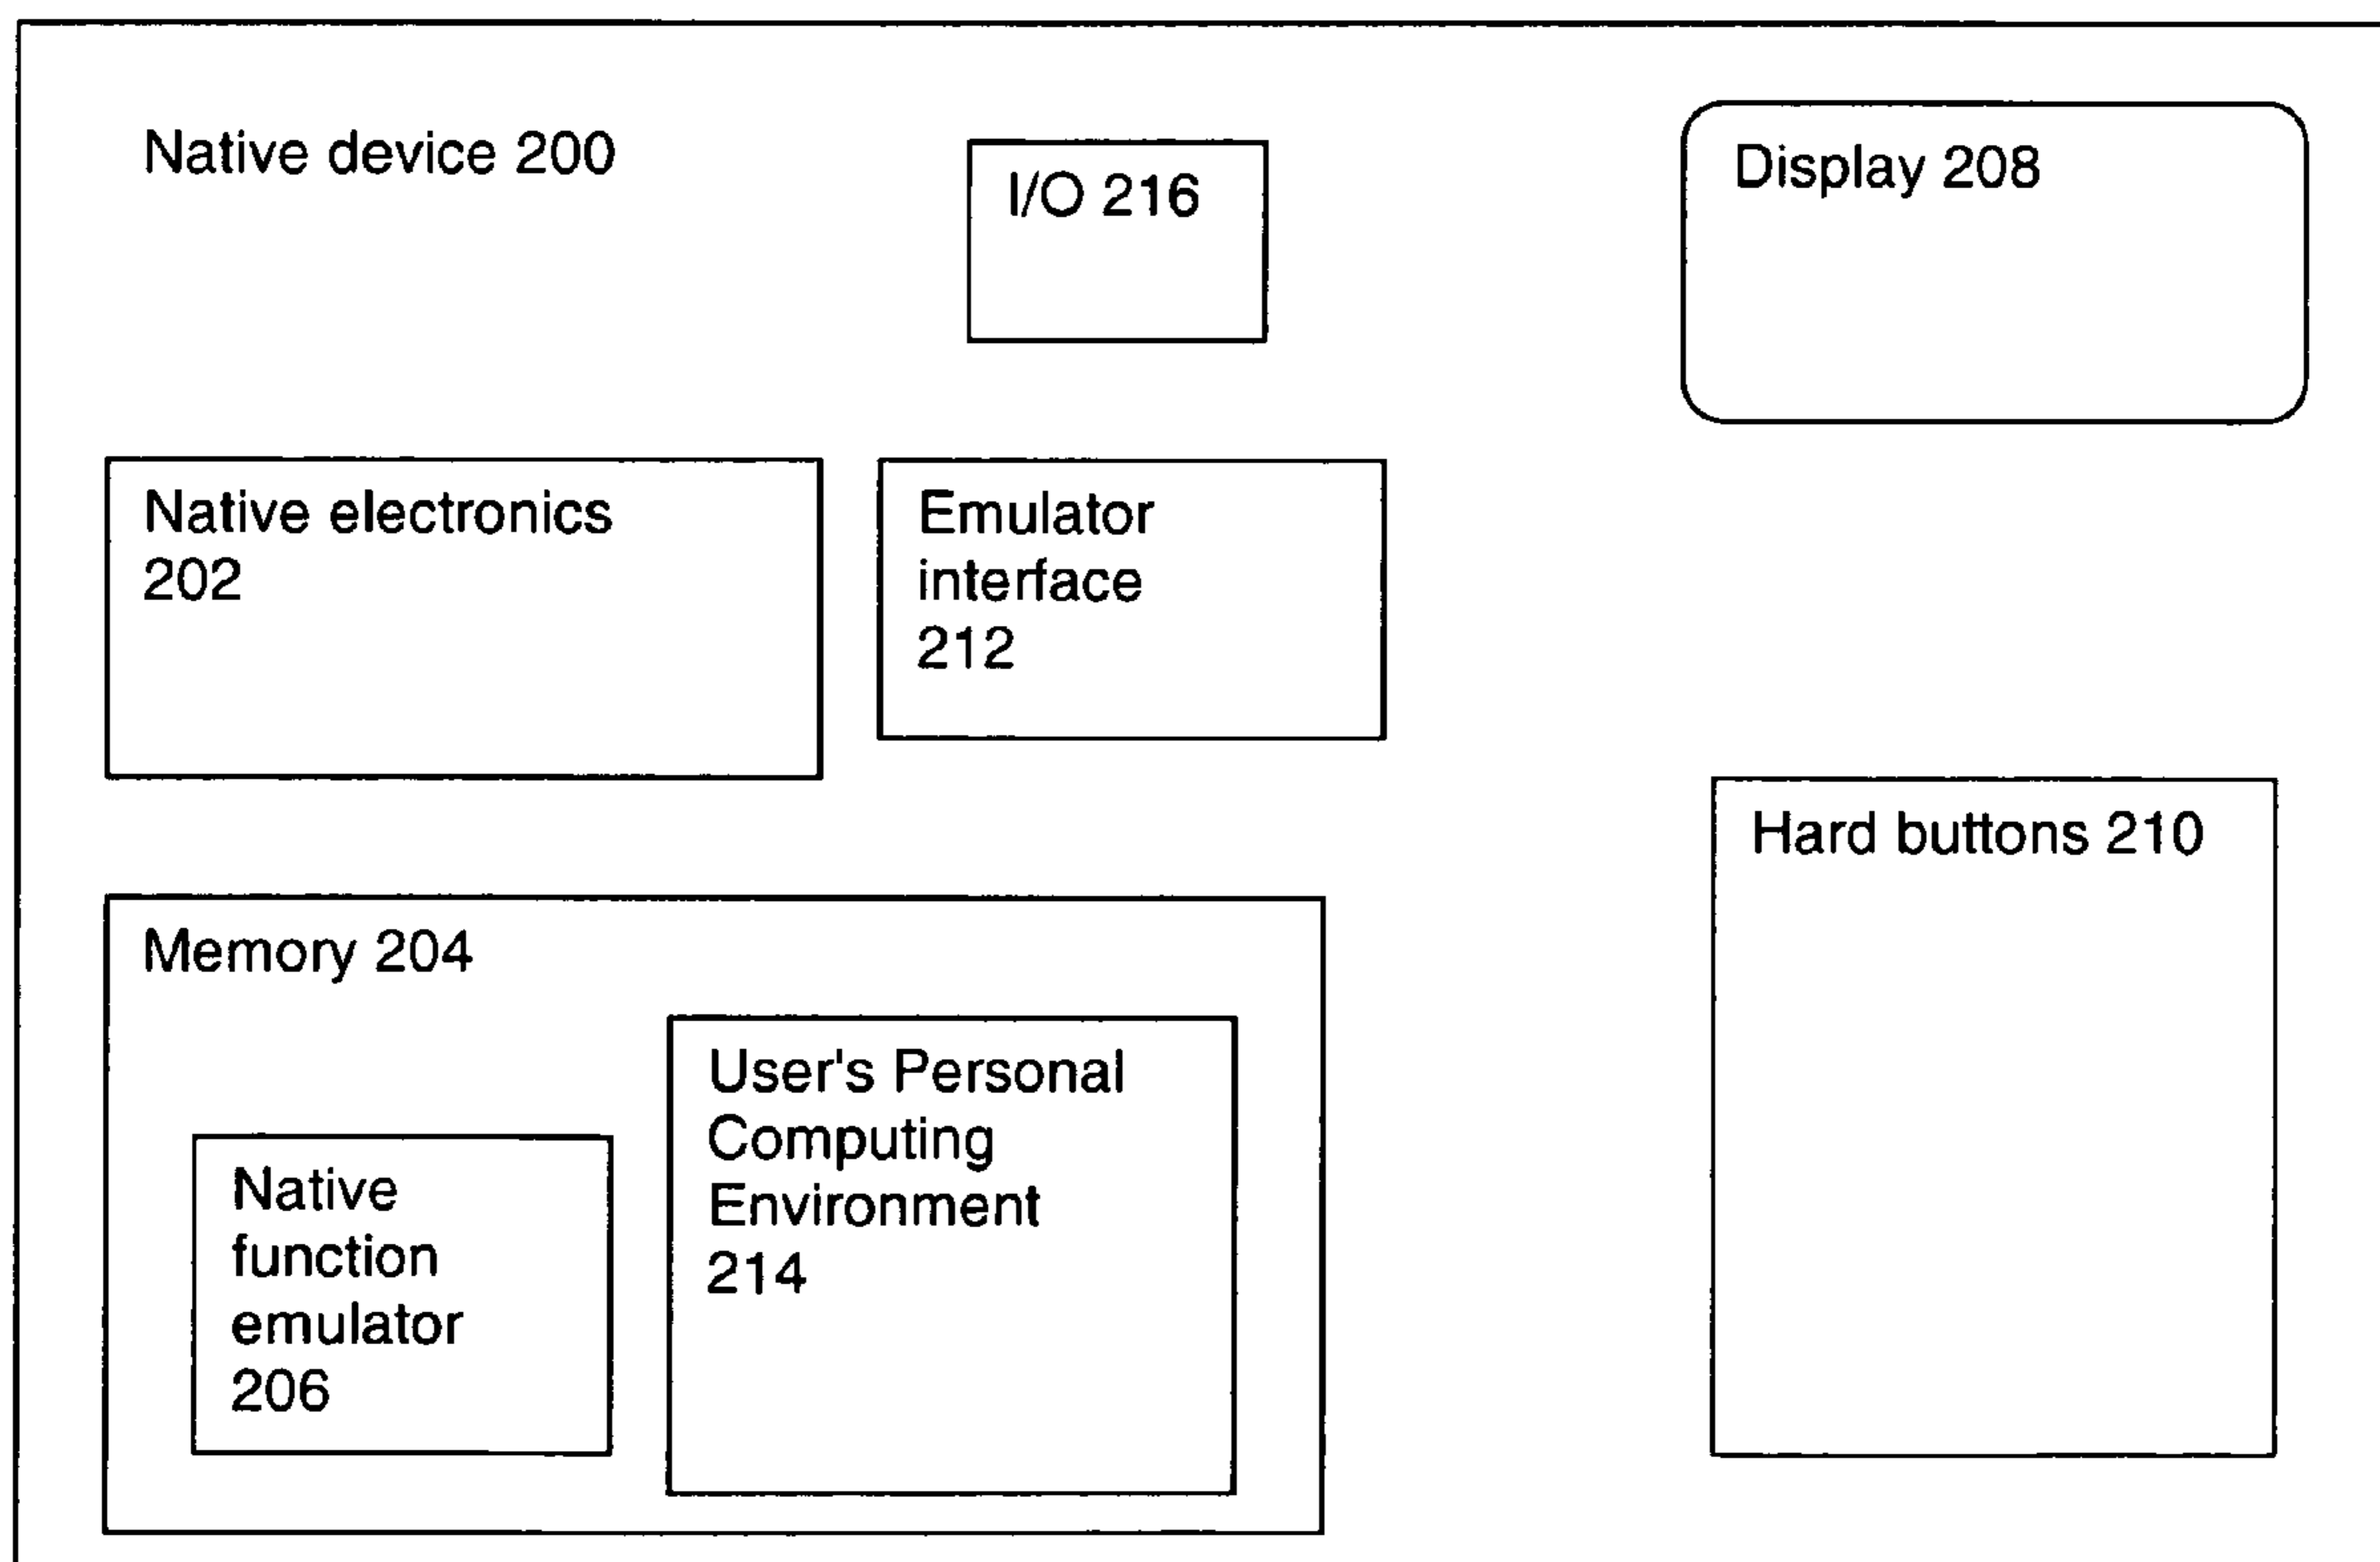 Native device 200
I/O 216
Display 208
Native electronics
202
Emulator
interface
212
Hard buttons 210
Memory 204
User's Personal
Computing
Environment
214
Native
function
emulator
206